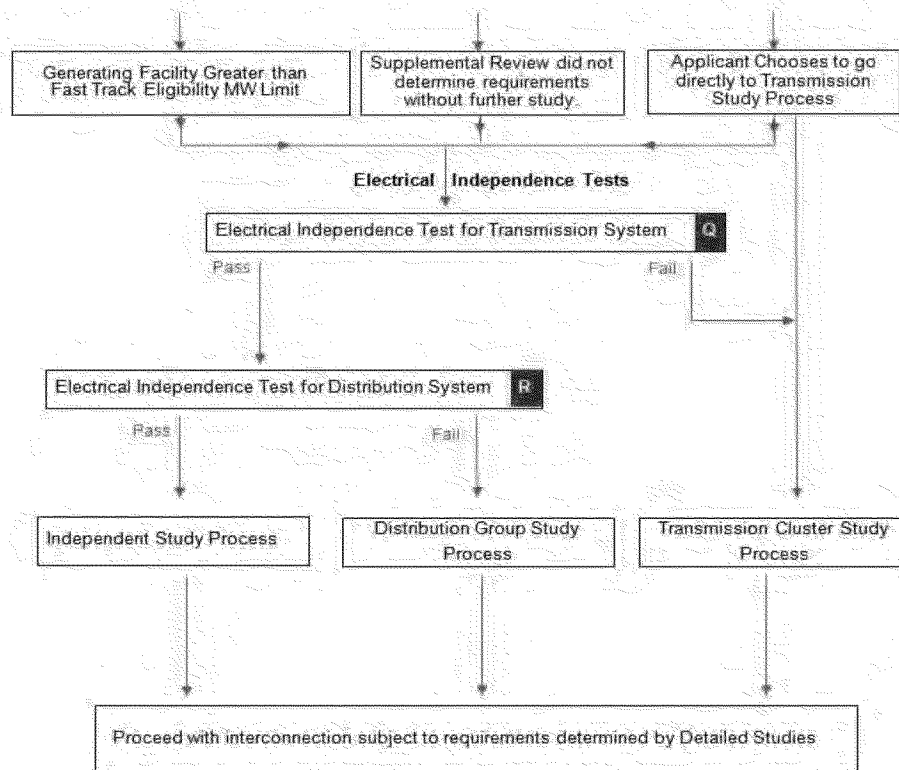 Generating Facility Greater than
Fast Track Eligibility MW Limit
Supplemental Review did not
determine requirements
without further study.
Applicant Chooses to go
directly to Transmission
Study Process
Electrical Independence Tests
Electrical Independence Test for Transmission System Q
Pass
Fail
Electrical Independence Test for Distribution System R
Pass
Fail
Independent Study Process
Distribution Group Study
Process
Transmission Cluster Study
Process
Proceed with interconnection subject to requirements determined by Detailed Studies